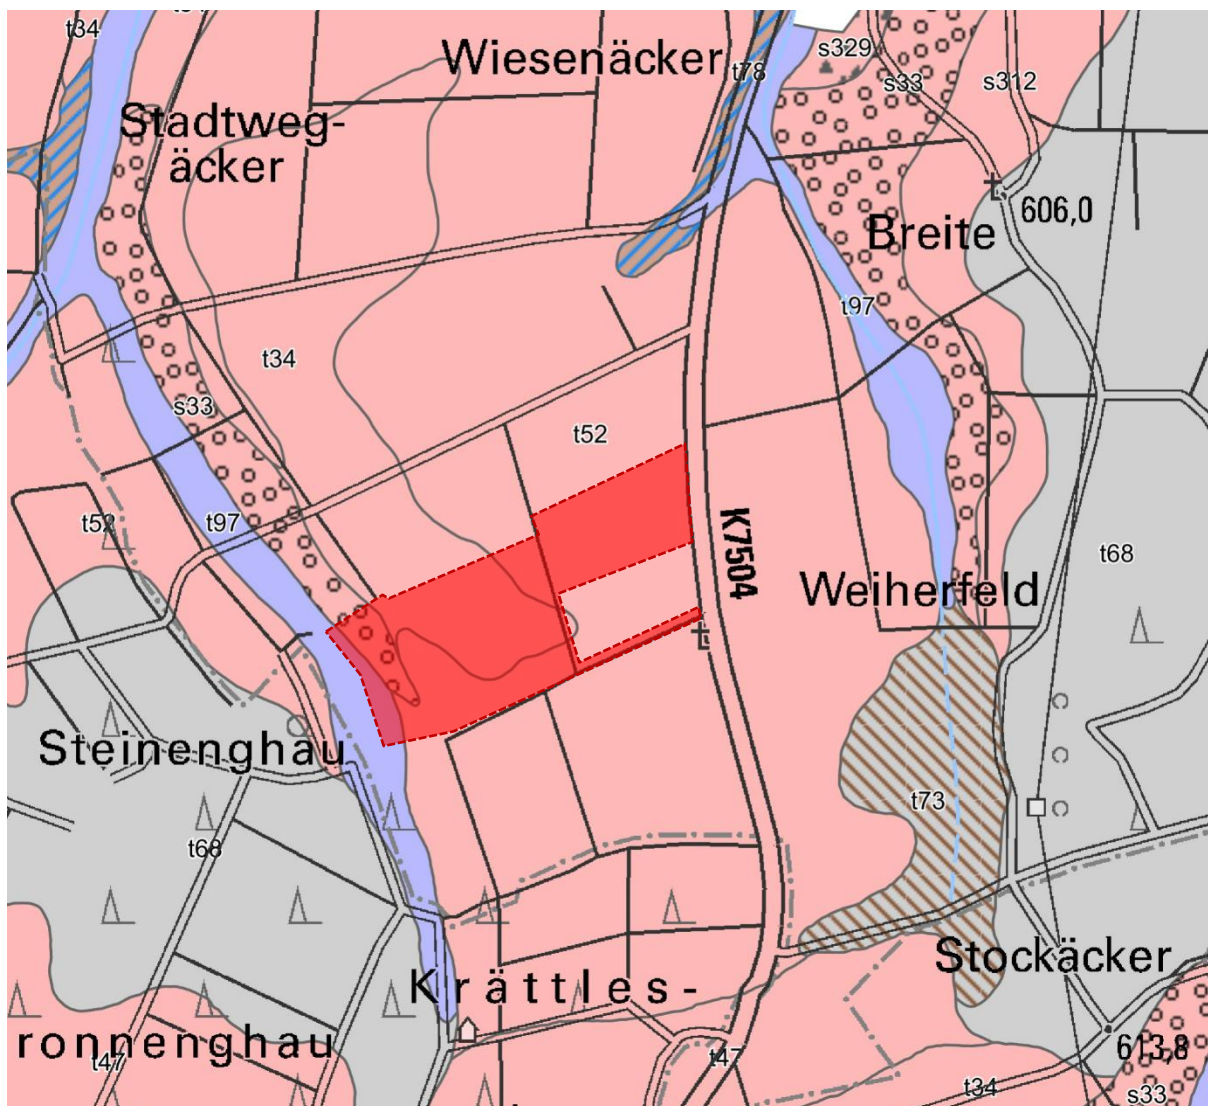 t34
Wiesenäcker
t78
s329
s33
s312
Stadtweg-
äcker
606,0
Breite
t97
t34
s33
t52
t52
t97
K7504
t68
Weiherfeld
Steinenghau
t73
t68
Stockäcker
Krättles-
ronnenghau
t47
t47
613,8
t34
s33